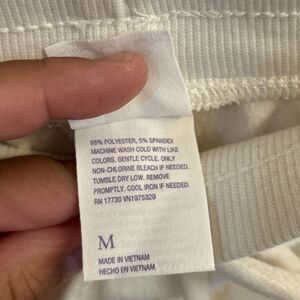 95% POLYESTER, 5% SPANDEX
MACHINE WASH COLD WITH LIKE
COLORS. GENTLE CYCLE. ONLY
NON-CHLORINE BLEACH IF NEEDED.
TUMBLE DRY LOW. REMOVE
PROMPTLY. COOL IRON IF NEEDED.
RN 17730 VN1975329
M
MADE IN VIETNAM
HECHO EN VIETNAM